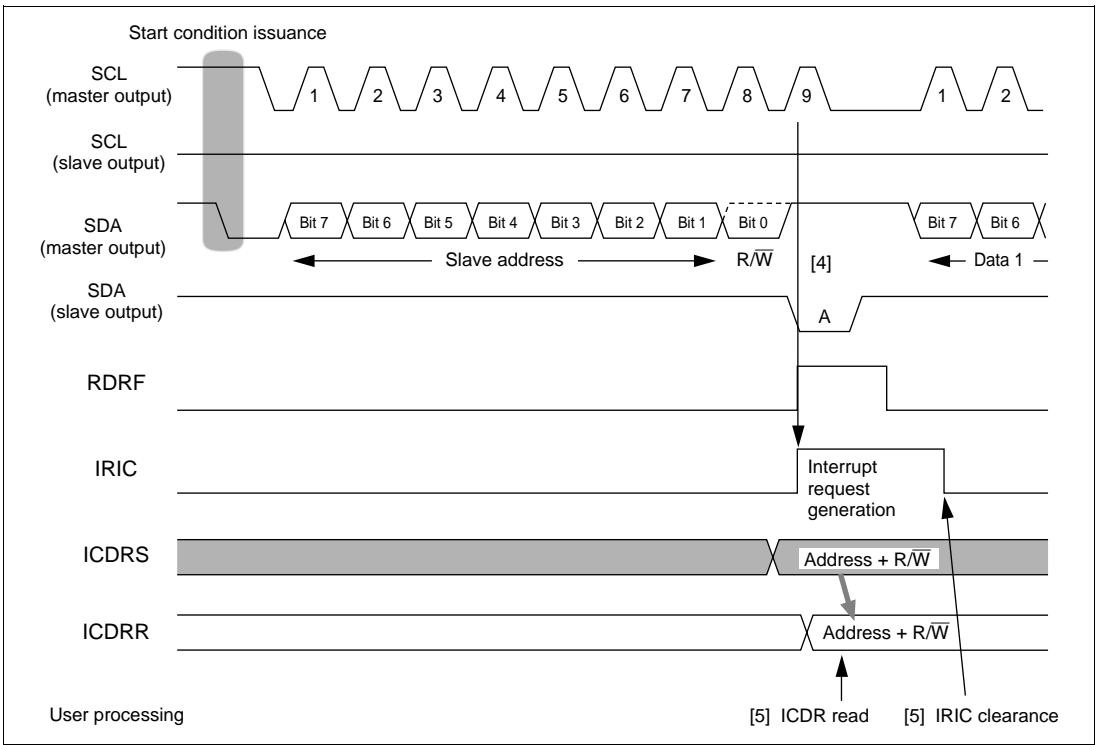 Start condition issuance
SCL
(master output)
1 2 3 4 5 6 7 8 9 1 2
SCL
(slave output)
SDA
(master output)
Bit 7 Bit 6 Bit 5 Bit 4 Bit 3 Bit 2 Bit 1 Bit 0 Bit 7 Bit 6
Slave address R/W̅ [4] Data 1
SDA
(slave output)
A
RDRF
IRIC
Interrupt
request
generation
ICDRS
Address + R/W̅
ICDRR
Address + R/W̅
User processing [5] ICDR read [5] IRIC clearance